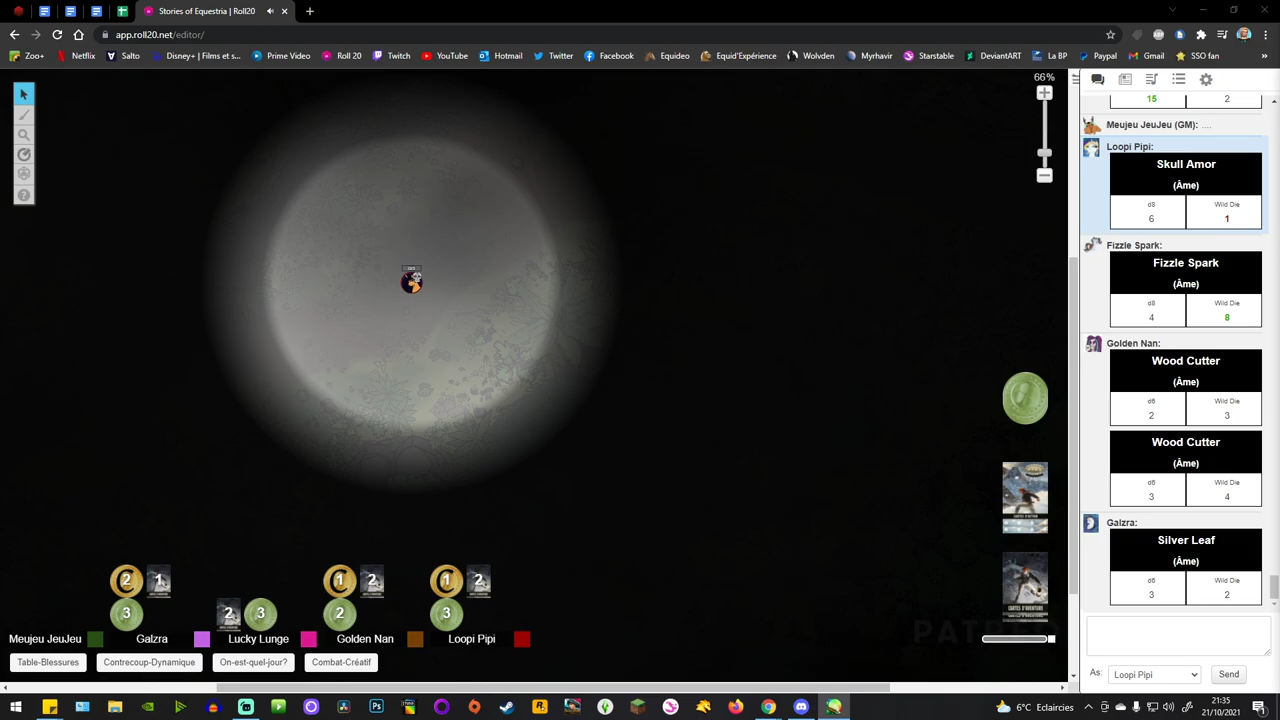 Stories of Equestria | Roll20
app.roll20.net/editor/
Zoo+ Netflix Salto Disney+ | Films et s... Prime Video Roll 20 Twitch YouTube Hotmail Twitter Facebook Equideo Equid'Expérience Wolvden Myrhavir Starstable DeviantART La BP Paypal Gmail SSO fan
66%
15 2
Meujeu JeuJeu (GM): ....
Loopi Pipi:
Skull Amor
(Âme)
d8 Wild Die
6 1
Fizzle Spark:
Fizzle Spark
(Âme)
d8 Wild Die
4 8
Golden Nan:
Wood Cutter
(Âme)
d6 Wild Die
2 3
Wood Cutter
(Âme)
d6 Wild Die
3 4
Galzra:
Silver Leaf
(Âme)
d6 Wild Die
3 2
CARTES D'AVENTURE
2 1 1 2 1 2
3 2 3 2 3
Meujeu JeuJeu Galzra Lucky Lunge Golden Nan Loopi Pipi
Table-Blessures Contrecoup-Dynamique On-est-quel-jour? Combat-Créatif
As: Loopi Pipi Send
6°C Eclaircies
21:35
21/10/2021